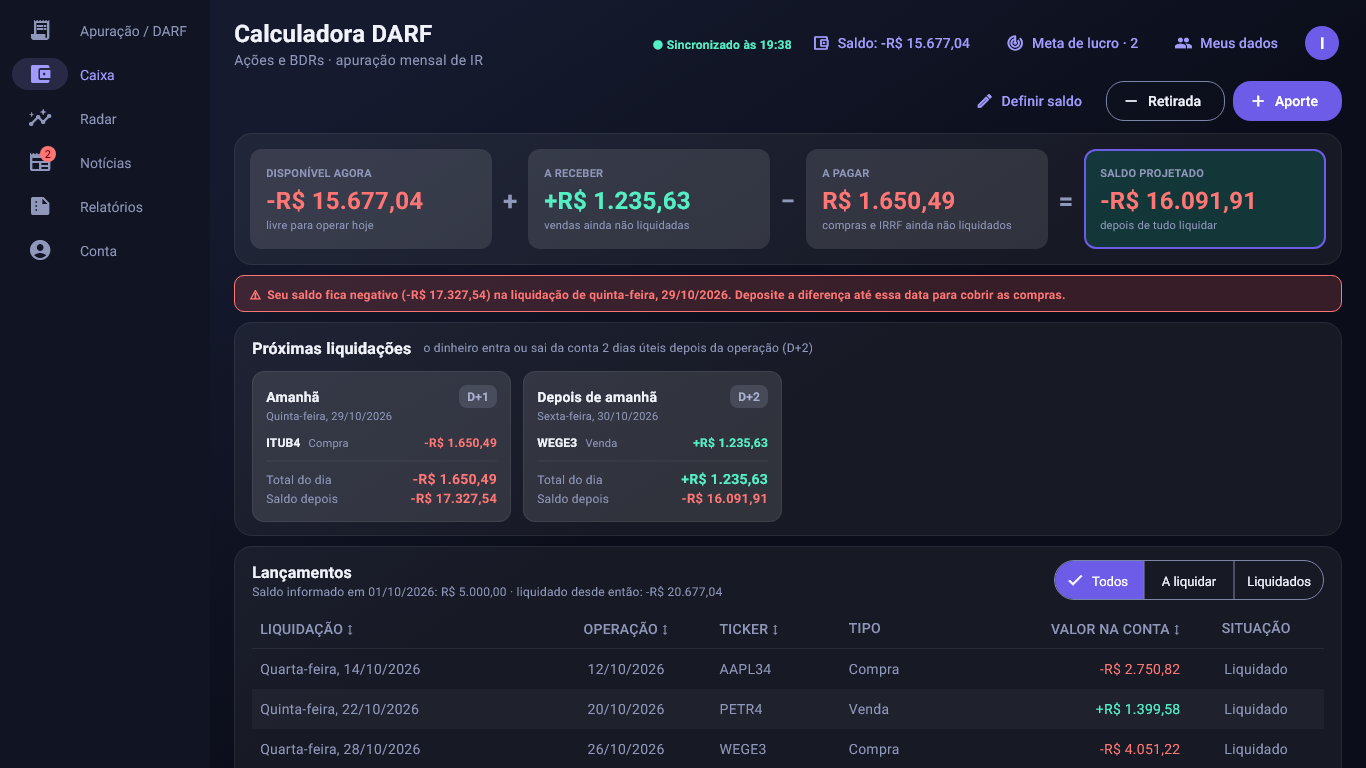 Apuração / DARF
Caixa
Radar
2
Notícias
Relatórios
Conta
Calculadora DARF
Ações e BDRs · apuração mensal de IR
Sincronizado às 19:38
Saldo: -R$ 15.677,04
Meta de lucro · 2
Meus dados
I
Definir saldo
Retirada
Aporte
DISPONÍVEL AGORA
-R$ 15.677,04
livre para operar hoje
+
A RECEBER
+R$ 1.235,63
vendas ainda não liquidadas
−
A PAGAR
R$ 1.650,49
compras e IRRF ainda não liquidados
=
SALDO PROJETADO
-R$ 16.091,91
depois de tudo liquidar
⚠ Seu saldo fica negativo (-R$ 17.327,54) na liquidação de quinta-feira, 29/10/2026. Deposite a diferença até essa data para cobrir as compras.
Próximas liquidações o dinheiro entra ou sai da conta 2 dias úteis depois da operação (D+2)
Amanhã D+1
Quinta-feira, 29/10/2026
ITUB4 Compra -R$ 1.650,49
Total do dia -R$ 1.650,49
Saldo depois -R$ 17.327,54
Depois de amanhã D+2
Sexta-feira, 30/10/2026
WEGE3 Venda +R$ 1.235,63
Total do dia +R$ 1.235,63
Saldo depois -R$ 16.091,91
Lançamentos
Saldo informado em 01/10/2026: R$ 5.000,00 · liquidado desde então: -R$ 20.677,04
Todos A liquidar Liquidados
LIQUIDAÇÃO ↕ OPERAÇÃO ↕ TICKER ↕ TIPO VALOR NA CONTA ↕ SITUAÇÃO
Quarta-feira, 14/10/2026 12/10/2026 AAPL34 Compra -R$ 2.750,82 Liquidado
Quinta-feira, 22/10/2026 20/10/2026 PETR4 Venda +R$ 1.399,58 Liquidado
Quarta-feira, 28/10/2026 26/10/2026 WEGE3 Compra -R$ 4.051,22 Liquidado